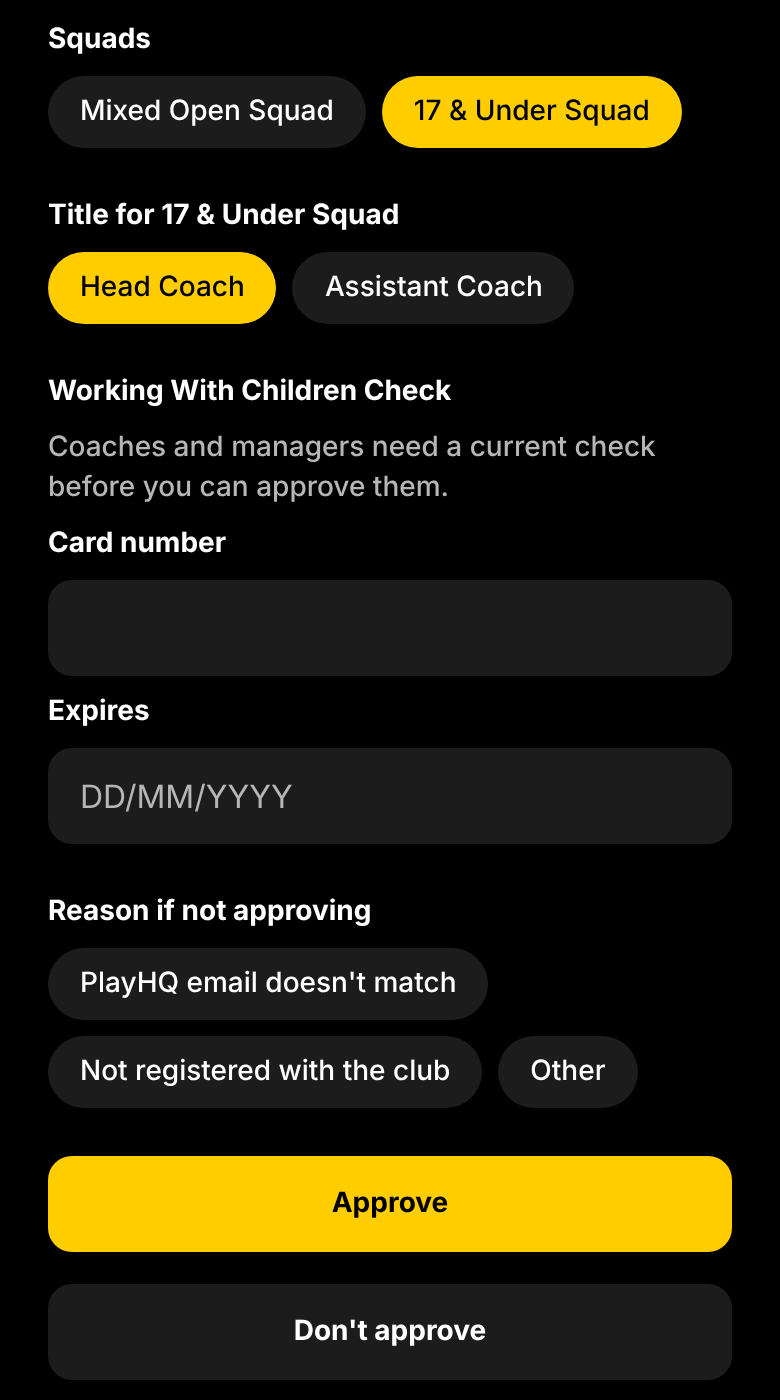 Squads
Mixed Open Squad
17 & Under Squad
Title for 17 & Under Squad
Head Coach
Assistant Coach
Working With Children Check
Coaches and managers need a current check
before you can approve them.
Card number
Expires
DD/MM/YYYY
Reason if not approving
PlayHQ email doesn't match
Not registered with the club
Other
Approve
Don't approve